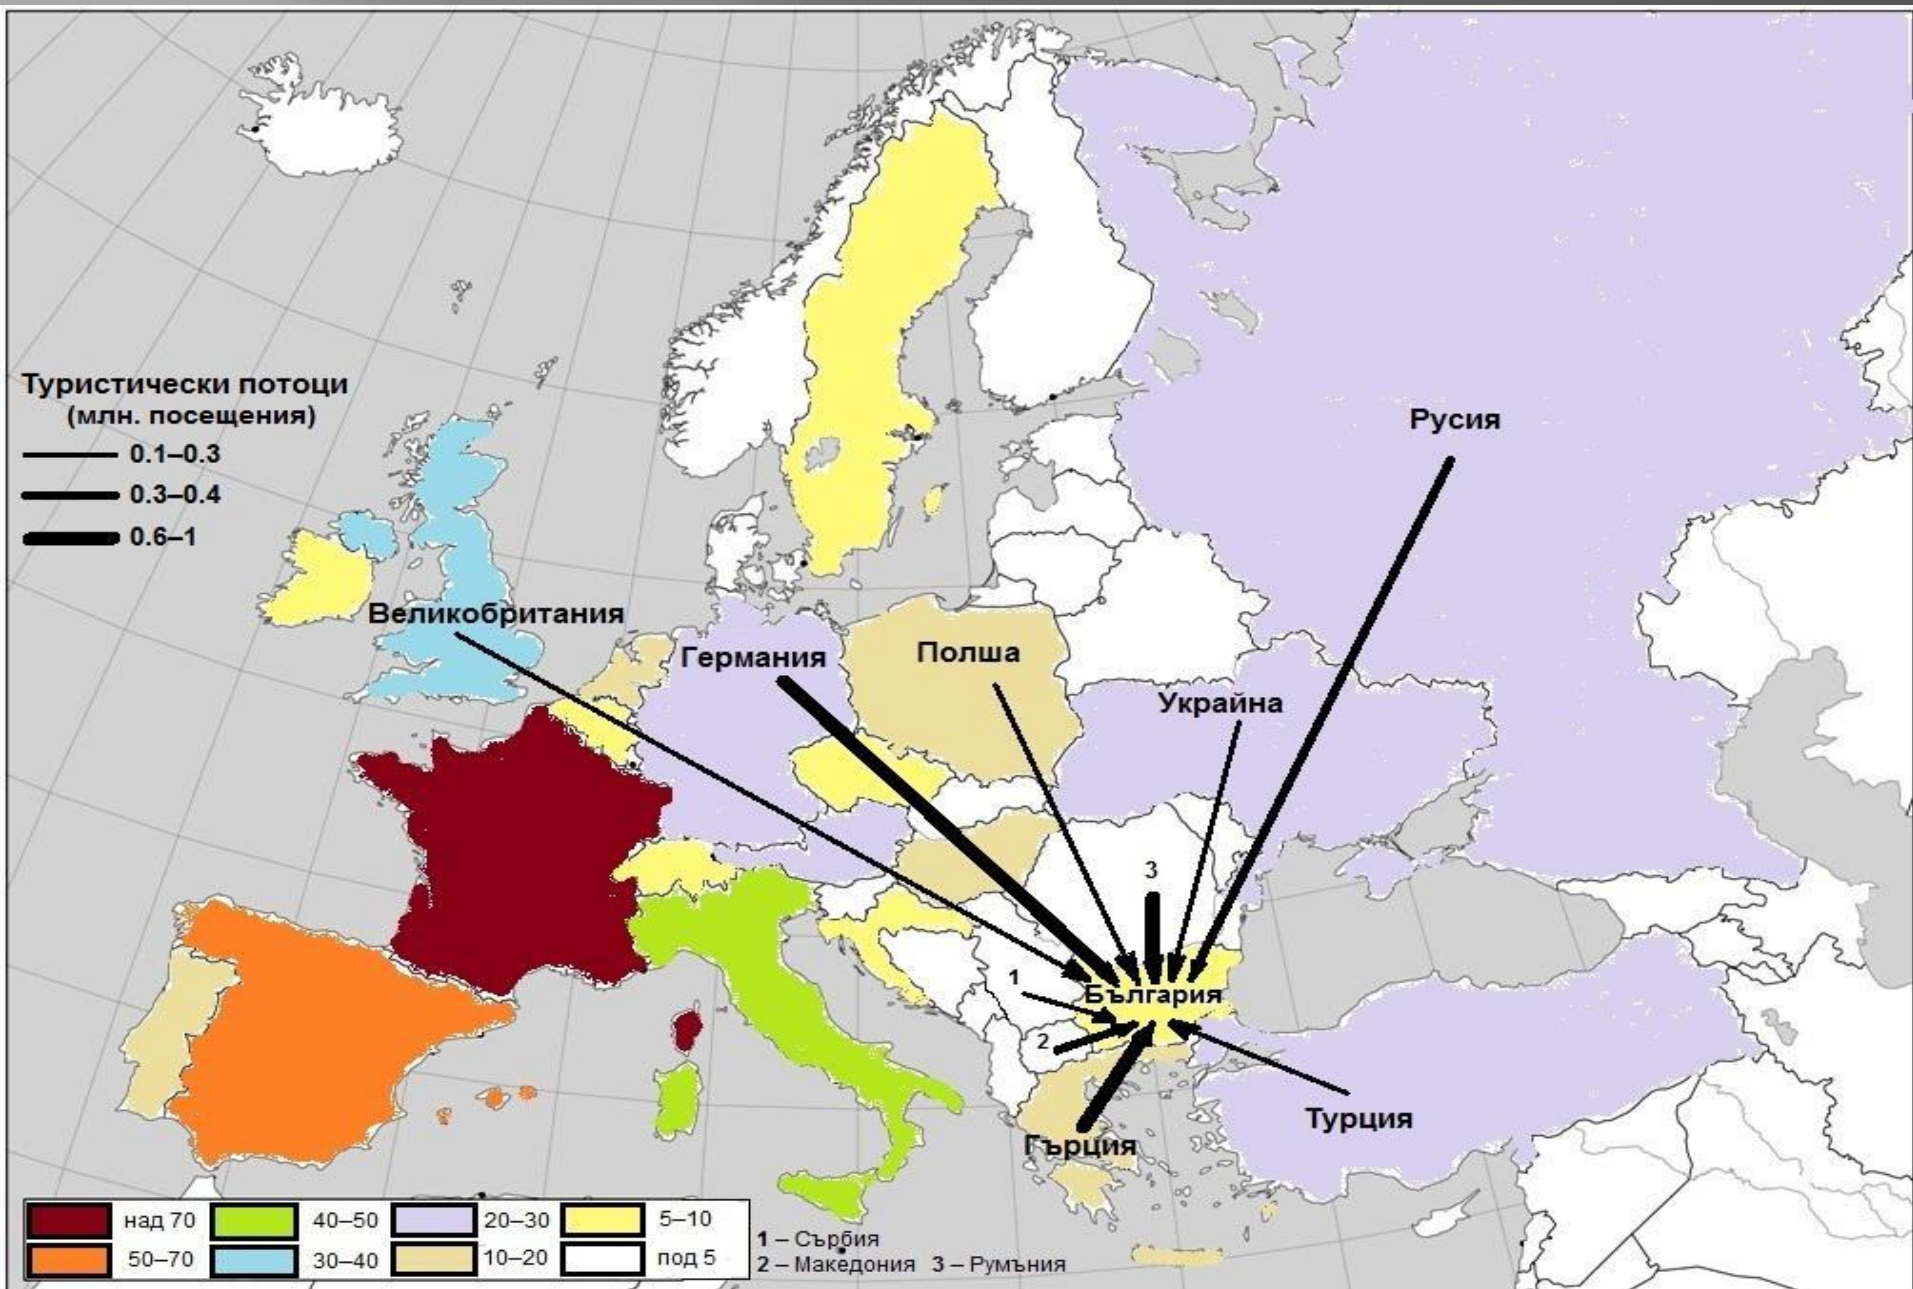 Туристически потоци
(млн. посещения)
0.1–0.3
0.3–0.4
0.6–1
Русия
Великобритания
Германия
Полша
Украйна
3
1
България
2
Турция
Гърция
над 70
40–50
20–30
5–10
50–70
30–40
10–20
под 5
1 – Сърбия
2 – Македония 3 – Румъния